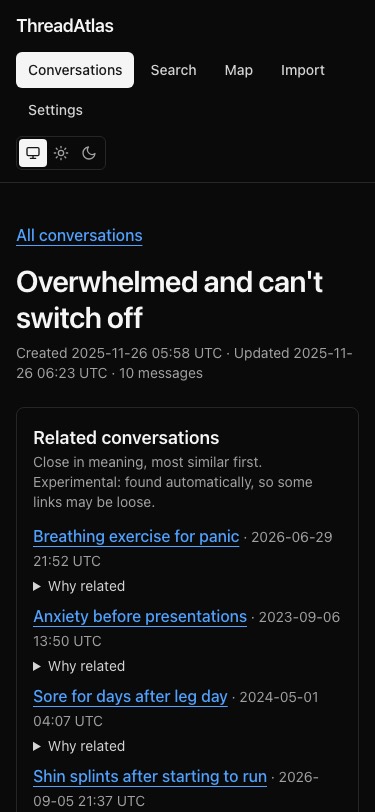 ThreadAtlas
Conversations Search Map Import
Settings
All conversations
Overwhelmed and can't
switch off
Created 2025-11-26 05:58 UTC · Updated 2025-11-
26 06:23 UTC · 10 messages
Related conversations
Close in meaning, most similar first.
Experimental: found automatically, so some
links may be loose.
Breathing exercise for panic · 2026-06-29
21:52 UTC
Why related
Anxiety before presentations · 2023-09-06
13:50 UTC
Why related
Sore for days after leg day · 2024-05-01
04:07 UTC
Why related
Shin splints after starting to run · 2026-
09-05 21:37 UTC